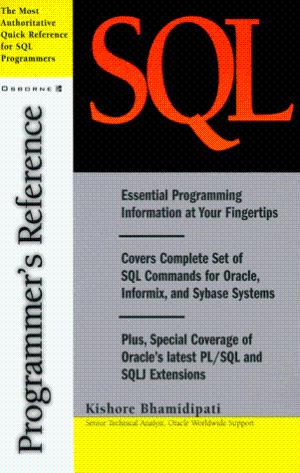 The Most
Authoritative
Quick Reference
for SQL
Programmers
OSBORNE
SQL
Programmer's Reference
Essential Programming
Information at Your Fingertips
Covers Complete Set of
SQL Commands for Oracle,
Informix, and Sybase Systems
Plus, Special Coverage of
Oracle's latest PL/SQL and
SQLJ Extensions
Kishore Bhamidipati
Senior Technical Analyst, Oracle Worldwide Support